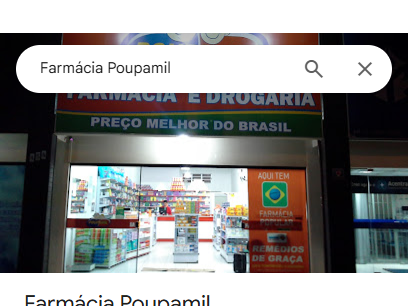 Farmácia Poupamil
FARMÁCIA E DROGARIA
PREÇO MELHOR DO BRASIL
AQUI TEM
FARMÁCIA
POPULAR
REMÉDIOS
DE GRAÇA
Farmácia Poupamil